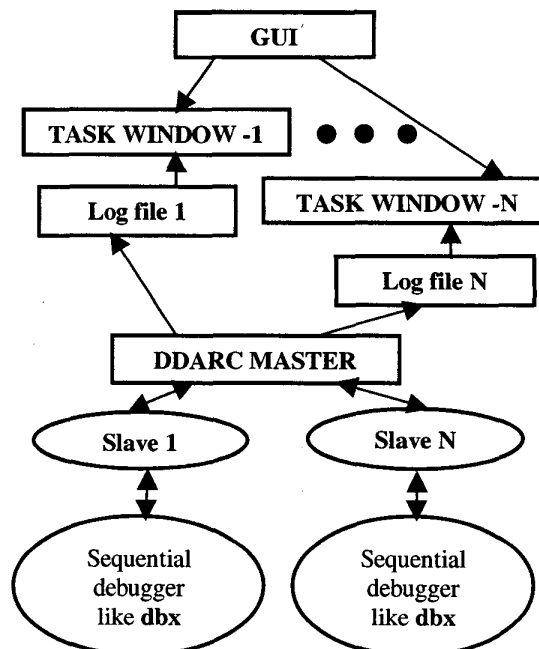 GUI
TASK WINDOW -1
Log file 1
TASK WINDOW -N
Log file N
DDARC MASTER
Slave 1
Slave N
Sequential
debugger
like dbx
Sequential
debugger
like dbx